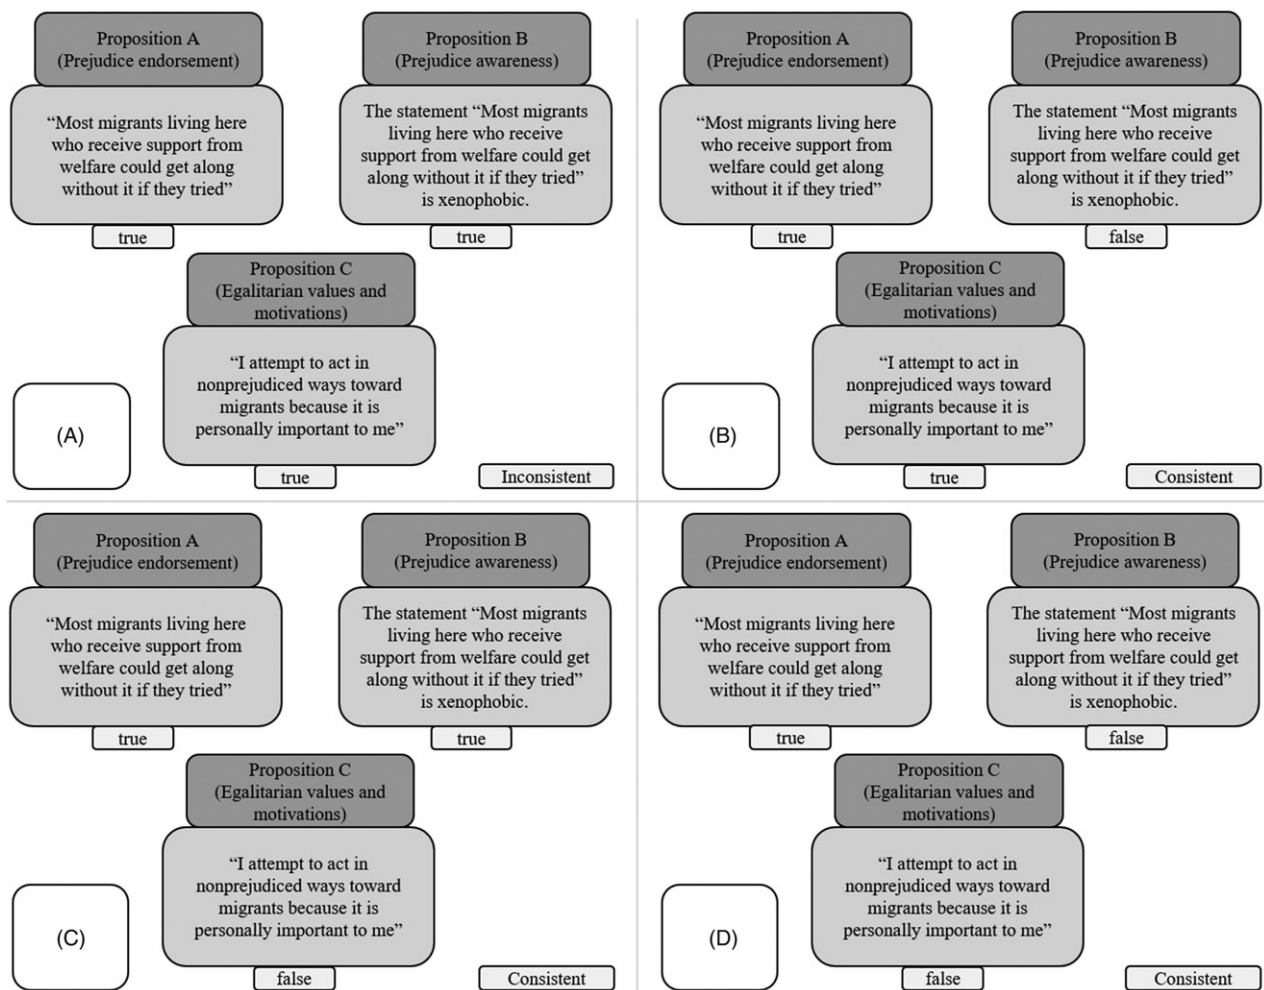 Proposition A
(Prejudice endorsement)
“Most migrants living here
who receive support from
welfare could get along
without it if they tried”
true
Proposition B
(Prejudice awareness)
The statement “Most migrants
living here who receive
support from welfare could get
along without it if they tried”
is xenophobic.
true
Proposition C
(Egalitarian values and
motivations)
“I attempt to act in
nonprejudiced ways toward
migrants because it is
personally important to me”
true
(A)
Inconsistent
Proposition A
(Prejudice endorsement)
“Most migrants living here
who receive support from
welfare could get along
without it if they tried”
true
Proposition B
(Prejudice awareness)
The statement “Most migrants
living here who receive
support from welfare could get
along without it if they tried”
is xenophobic.
false
Proposition C
(Egalitarian values and
motivations)
“I attempt to act in
nonprejudiced ways toward
migrants because it is
personally important to me”
true
(B)
Consistent
Proposition A
(Prejudice endorsement)
“Most migrants living here
who receive support from
welfare could get along
without it if they tried”
true
Proposition B
(Prejudice awareness)
The statement “Most migrants
living here who receive
support from welfare could get
along without it if they tried”
is xenophobic.
true
Proposition C
(Egalitarian values and
motivations)
“I attempt to act in
nonprejudiced ways toward
migrants because it is
personally important to me”
false
(C)
Consistent
Proposition A
(Prejudice endorsement)
“Most migrants living here
who receive support from
welfare could get along
without it if they tried”
true
Proposition B
(Prejudice awareness)
The statement “Most migrants
living here who receive
support from welfare could get
along without it if they tried”
is xenophobic.
false
Proposition C
(Egalitarian values and
motivations)
“I attempt to act in
nonprejudiced ways toward
migrants because it is
personally important to me”
false
(D)
Consistent